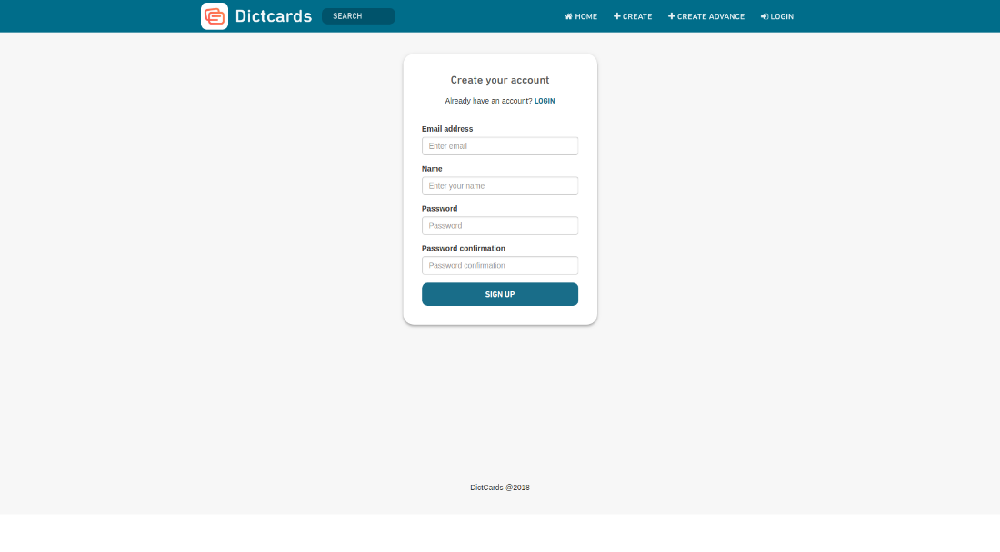 Dictcards SEARCH HOME CREATE CREATE ADVANCE LOGIN
Create your account
Already have an account? LOGIN
Email address
Enter email
Name
Enter your name
Password
Password
Password confirmation
Password confirmation
SIGN UP
DictCards @2018